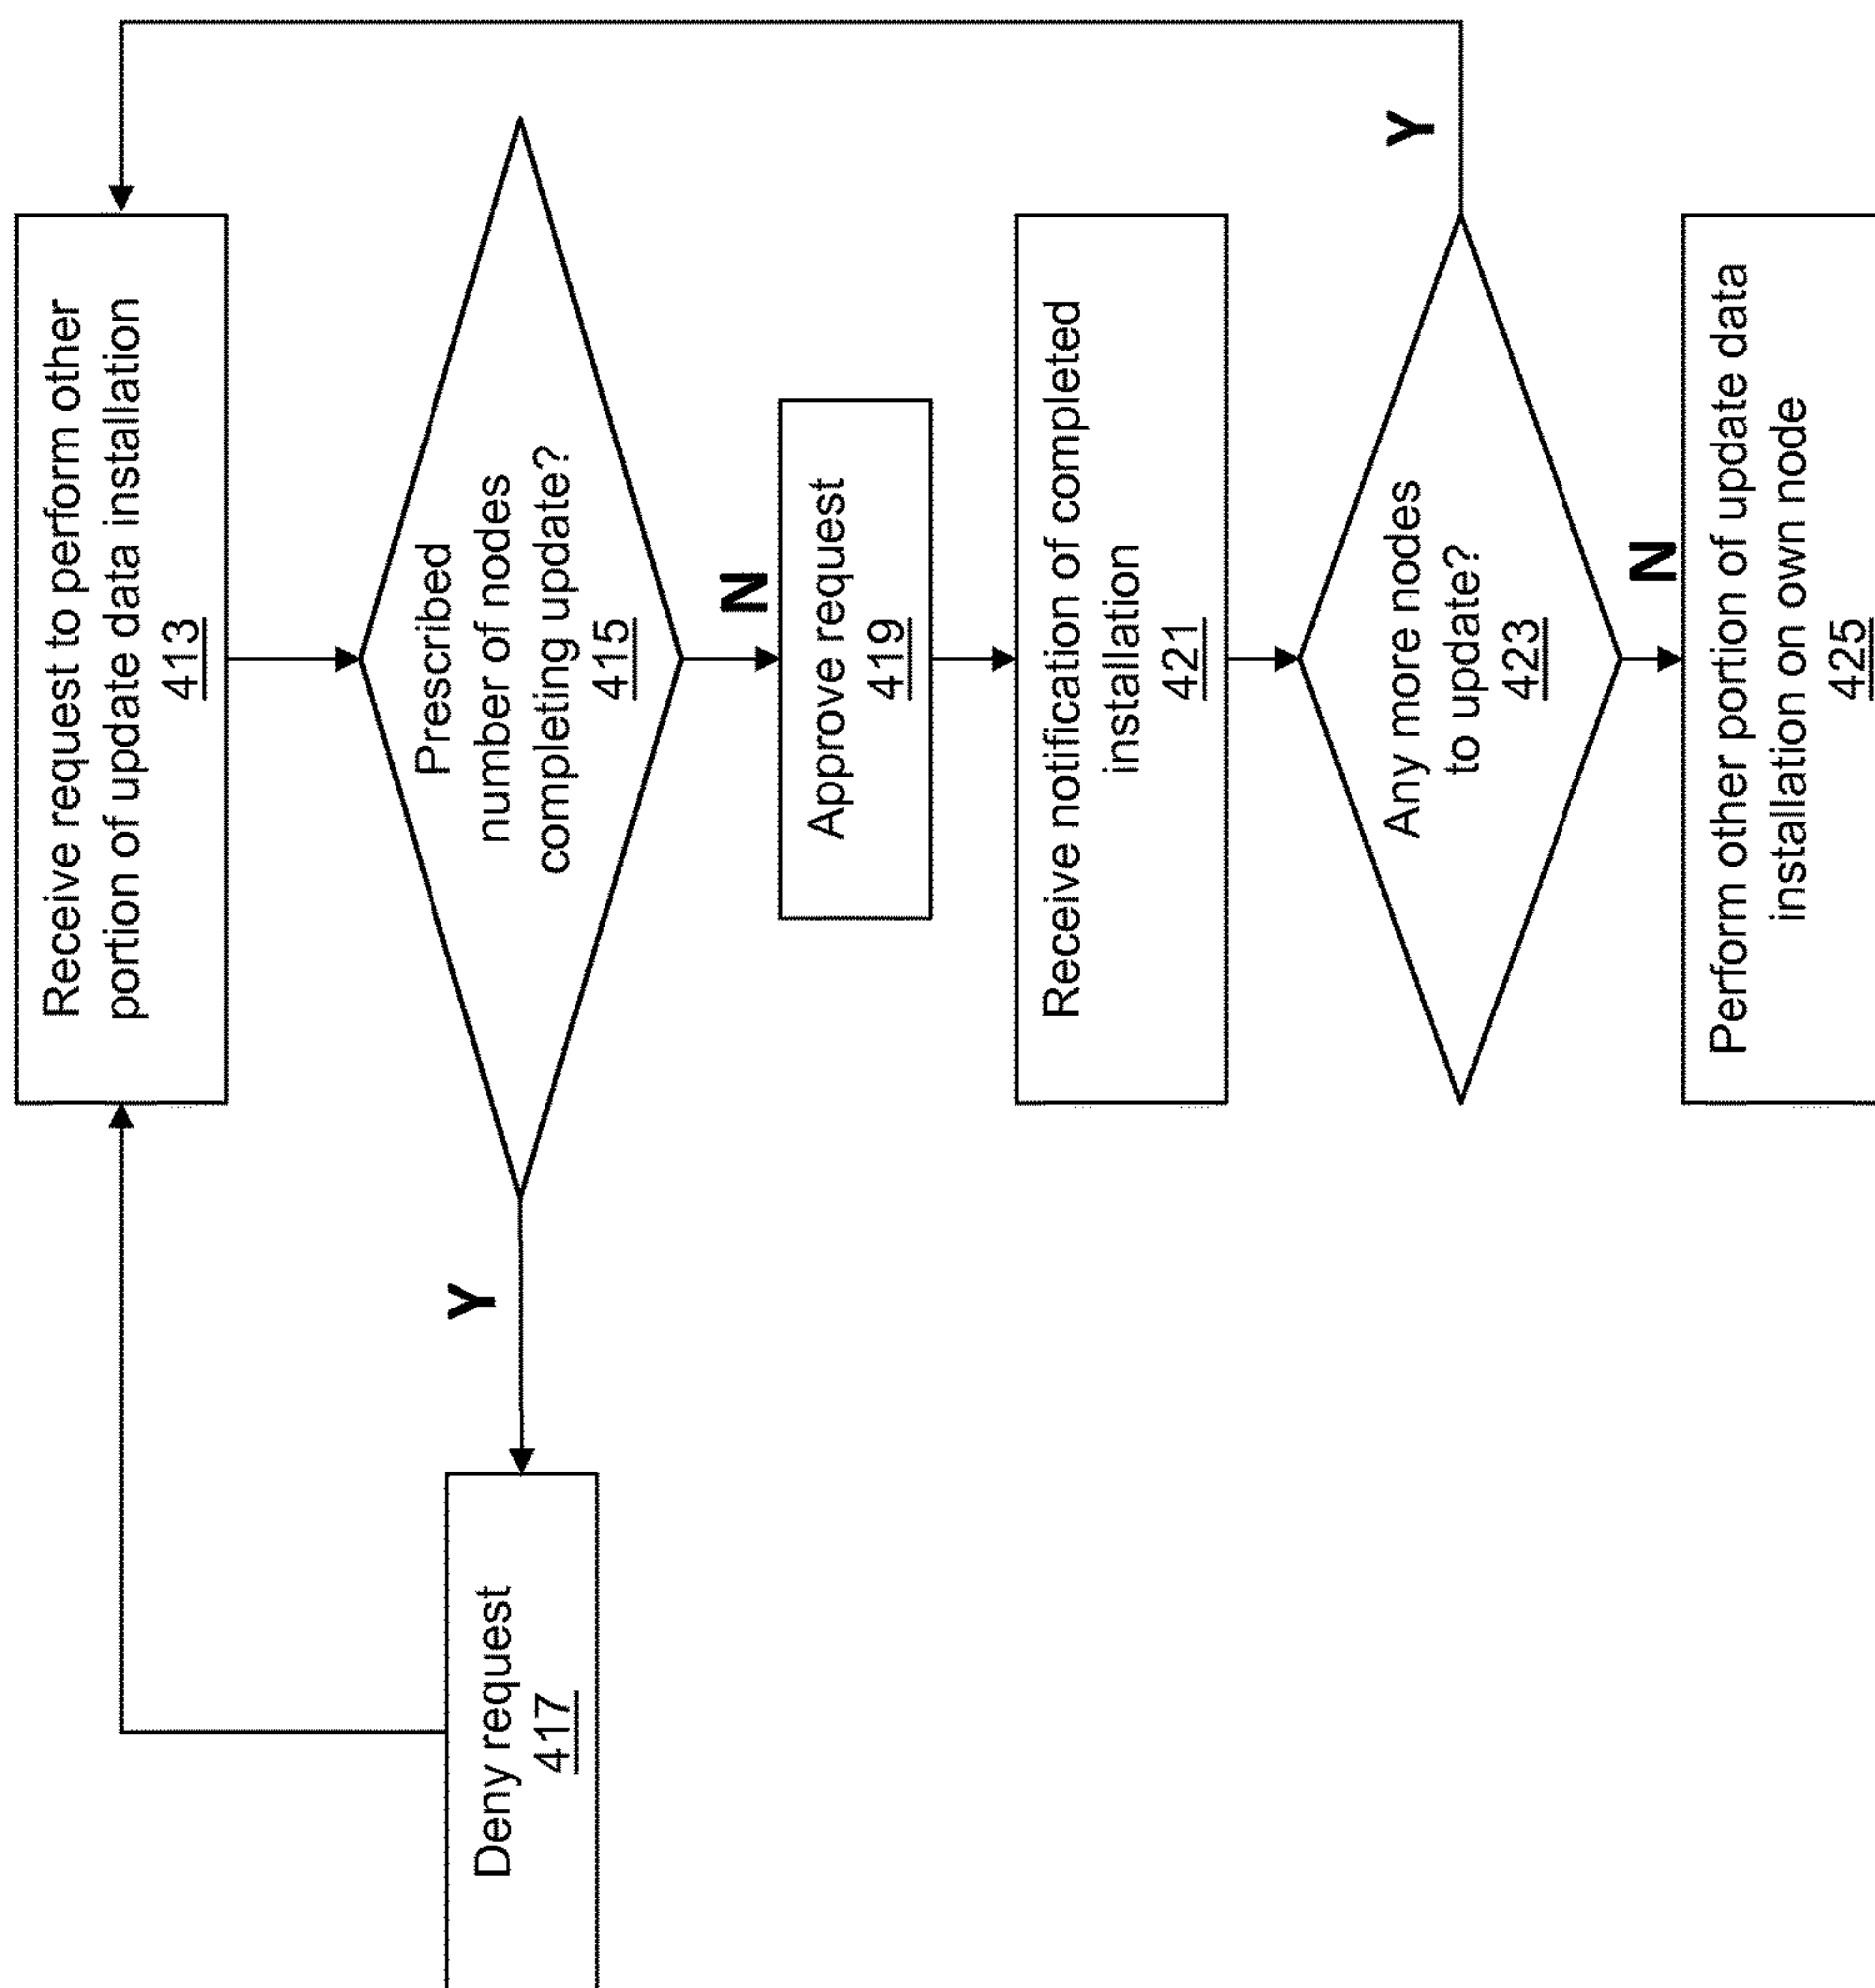 Receive request to perform other
portion of update data installation
413
Prescribed
number of nodes
completing update?
415
Y
Deny request
417
N
Approve request
419
Receive notification of completed
installation
421
Any more nodes
to update?
423
Y
N
Perform other portion of update data
installation on own node
425